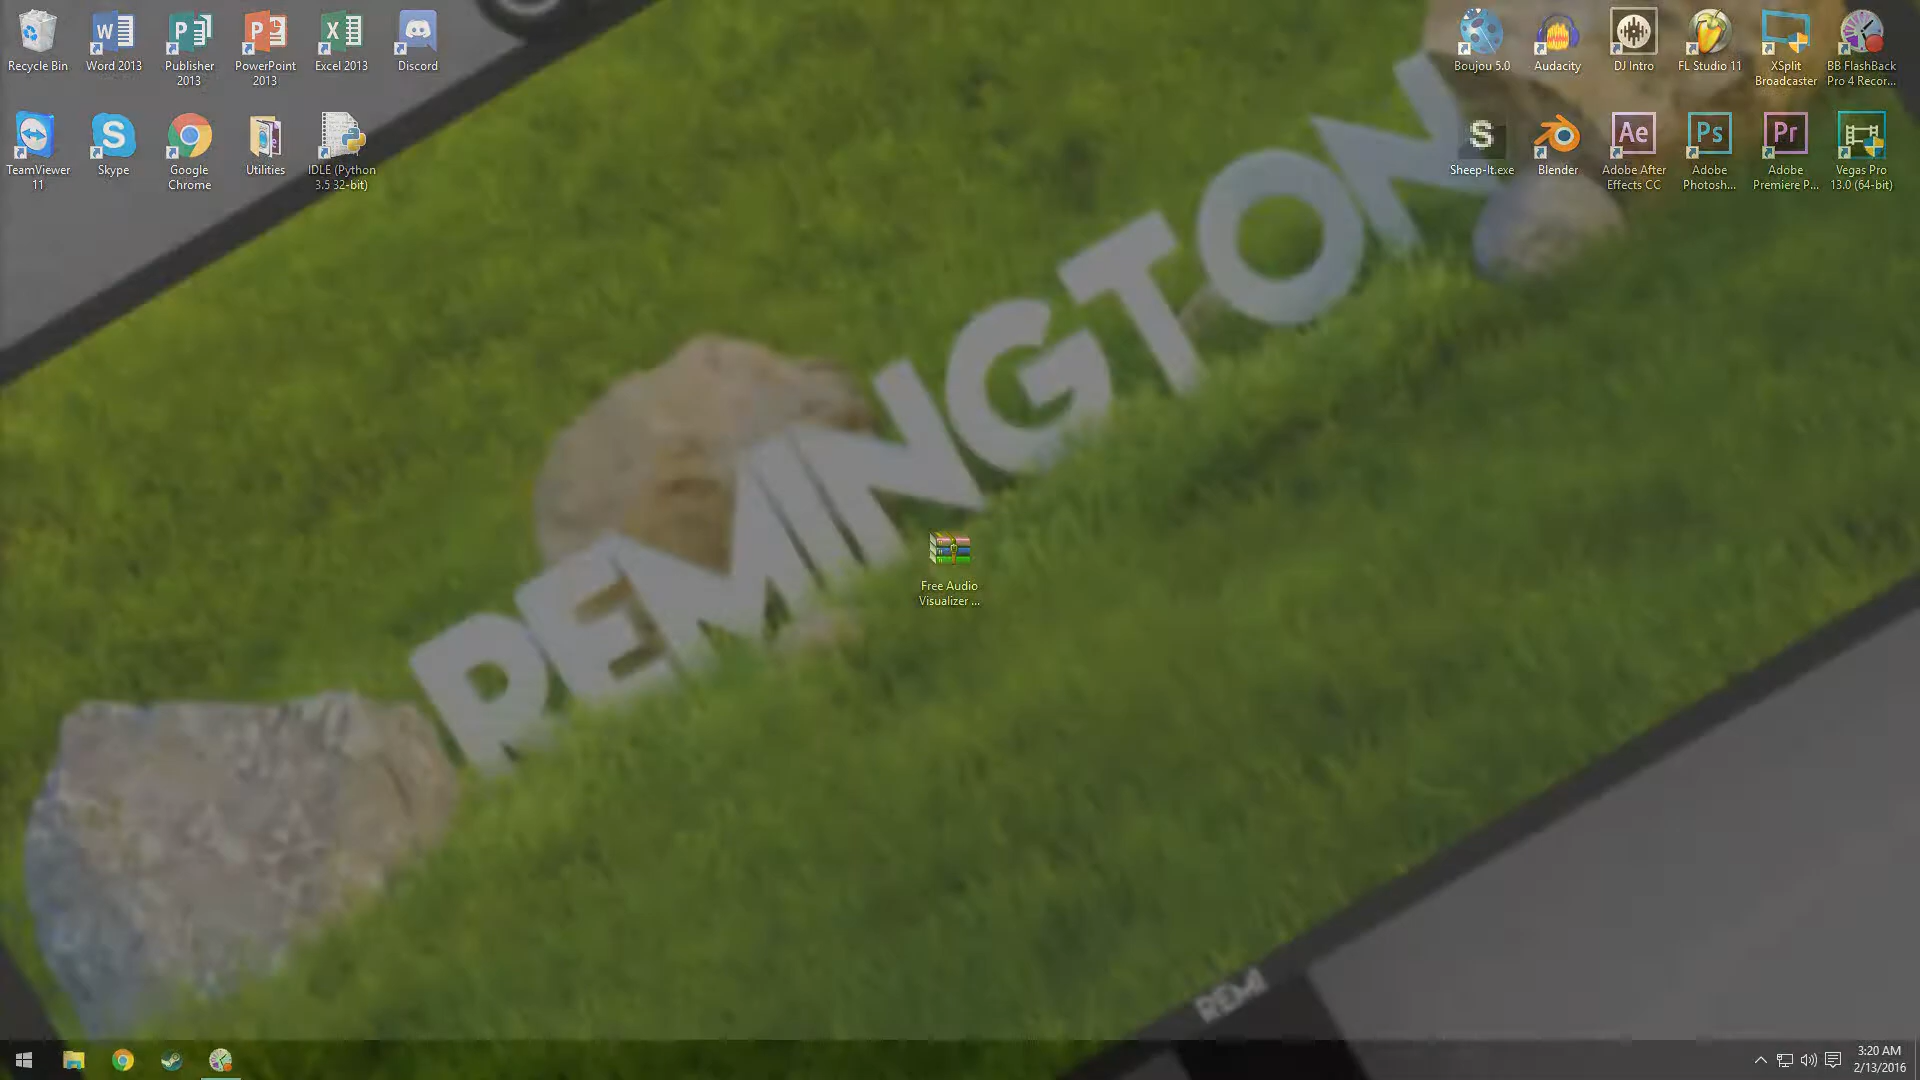 Recycle Bin
Word 2013
Publisher
2013
PowerPoint
2013
Excel 2013
Discord
Boujou 5.0
Audacity
DJ Intro
FL Studio 11
XSplit
Broadcaster
BB FlashBack
Pro 4 Recor...
TeamViewer
11
Skype
Google
Chrome
Utilities
IDLE (Python
3.5 32-bit)
Sheep-It.exe
Blender
Adobe After
Effects CC
Adobe
Photosh...
Adobe
Premiere P...
Vegas Pro
13.0 (64-bit)
REMINGTON
Free Audio
Visualizer ...
REMI
3:20 AM
2/13/2016